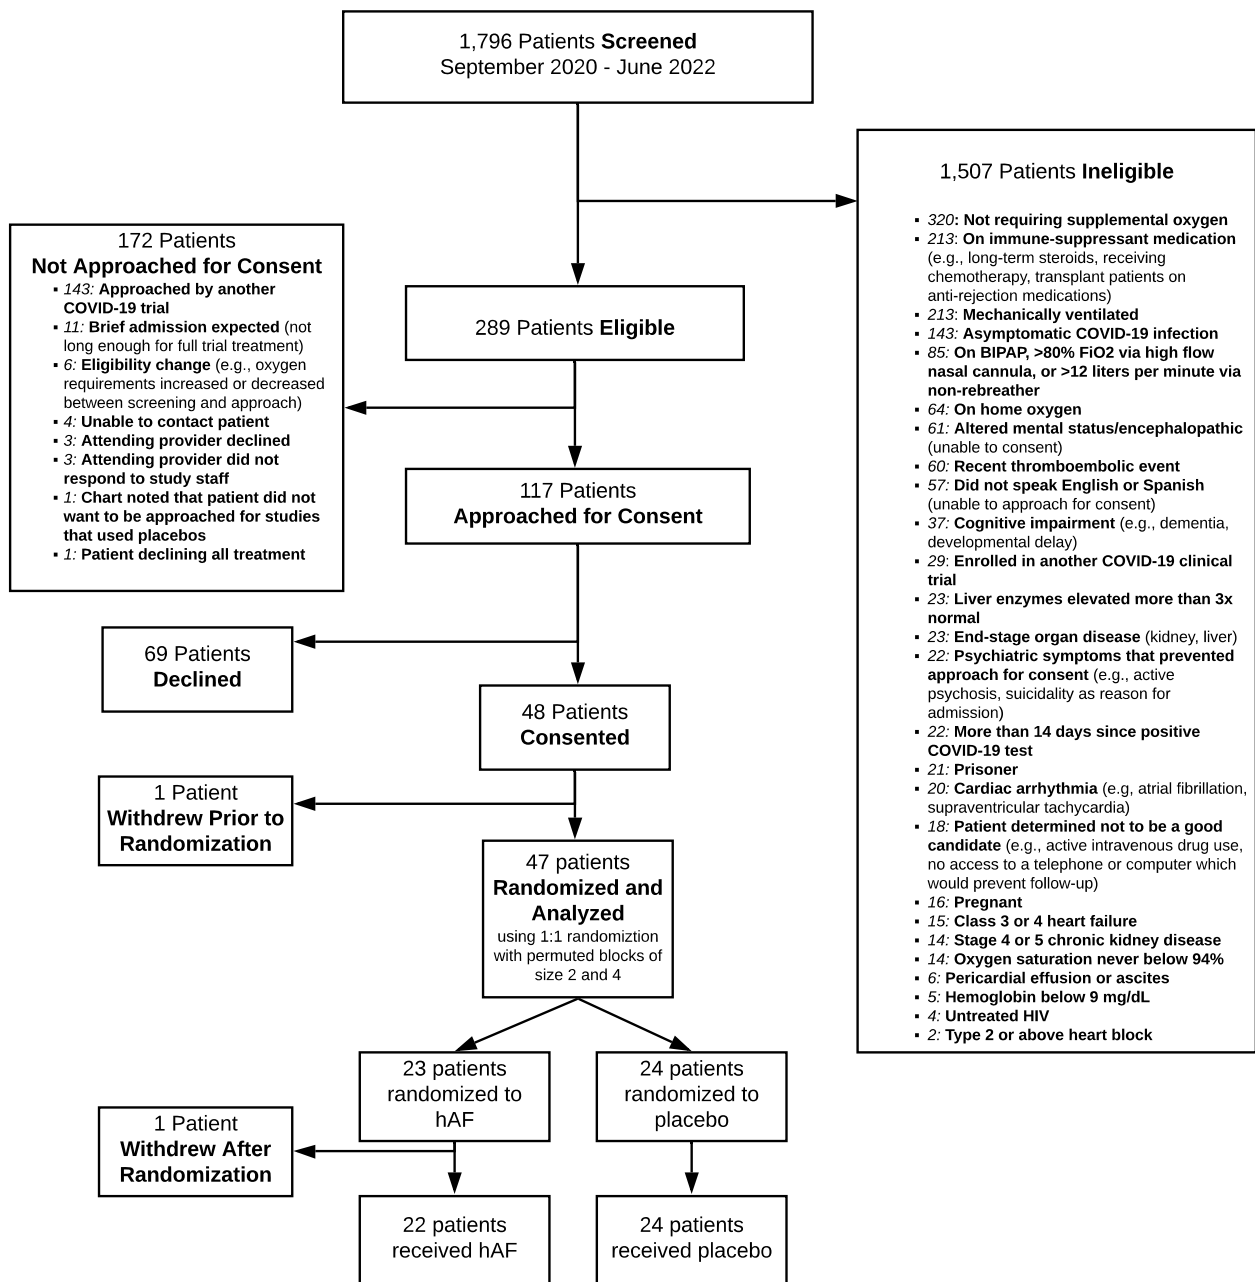 1,796 Patients Screened
September 2020 - June 2022
1,507 Patients Ineligible
▪ 320: Not requiring supplemental oxygen
▪ 213: On immune-suppressant medication
(e.g., long-term steroids, receiving
chemotherapy, transplant patients on
anti-rejection medications)
▪ 213: Mechanically ventilated
▪ 143: Asymptomatic COVID-19 infection
▪ 85: On BIPAP, >80% FiO2 via high flow
nasal cannula, or >12 liters per minute via
non-rebreather
▪ 64: On home oxygen
▪ 61: Altered mental status/encephalopathic
(unable to consent)
▪ 60: Recent thromboembolic event
▪ 57: Did not speak English or Spanish
(unable to approach for consent)
▪ 37: Cognitive impairment (e.g., dementia,
developmental delay)
▪ 29: Enrolled in another COVID-19 clinical
trial
▪ 23: Liver enzymes elevated more than 3x
normal
▪ 23: End-stage organ disease (kidney, liver)
▪ 22: Psychiatric symptoms that prevented
approach for consent (e.g., active
psychosis, suicidality as reason for
admission)
▪ 22: More than 14 days since positive
COVID-19 test
▪ 21: Prisoner
▪ 20: Cardiac arrhythmia (e.g, atrial fibrillation,
supraventricular tachycardia)
▪ 18: Patient determined not to be a good
candidate (e.g., active intravenous drug use,
no access to a telephone or computer which
would prevent follow-up)
▪ 16: Pregnant
▪ 15: Class 3 or 4 heart failure
▪ 14: Stage 4 or 5 chronic kidney disease
▪ 14: Oxygen saturation never below 94%
▪ 6: Pericardial effusion or ascites
▪ 5: Hemoglobin below 9 mg/dL
▪ 4: Untreated HIV
▪ 2: Type 2 or above heart block
289 Patients Eligible
172 Patients
Not Approached for Consent
▪ 143: Approached by another
COVID-19 trial
▪ 11: Brief admission expected (not
long enough for full trial treatment)
▪ 6: Eligibility change (e.g., oxygen
requirements increased or decreased
between screening and approach)
▪ 4: Unable to contact patient
▪ 3: Attending provider declined
▪ 3: Attending provider did not
respond to study staff
▪ 1: Chart noted that patient did not
want to be approached for studies
that used placebos
▪ 1: Patient declining all treatment
117 Patients
Approached for Consent
69 Patients
Declined
48 Patients
Consented
1 Patient
Withdrew Prior to
Randomization
47 patients
Randomized and
Analyzed
using 1:1 randomiztion
with permuted blocks of
size 2 and 4
23 patients
randomized to
hAF
24 patients
randomized to
placebo
1 Patient
Withdrew After
Randomization
22 patients
received hAF
24 patients
received placebo